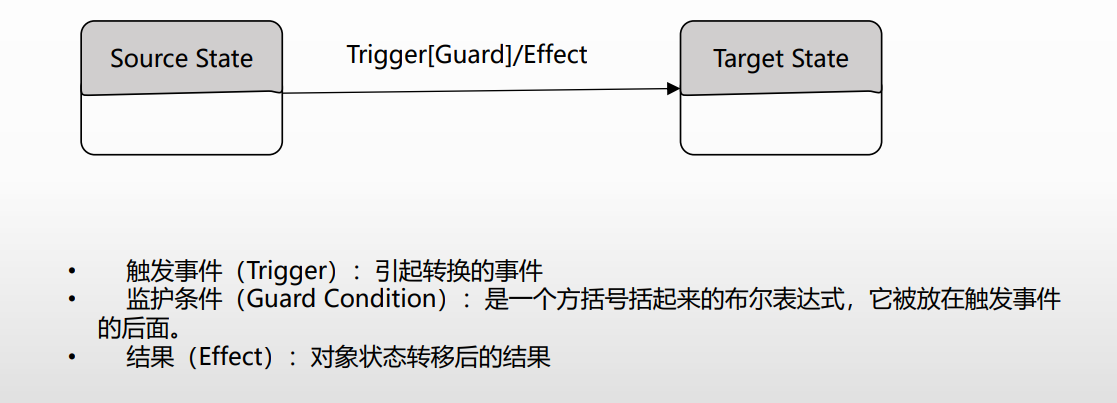 Source State
Trigger[Guard]/Effect
Target State
• 触发事件（Trigger）：引起转换的事件
• 监护条件（Guard Condition）：是一个方括号括起来的布尔表达式，它被放在触发事件
的后面。
• 结果（Effect）：对象状态转移后的结果